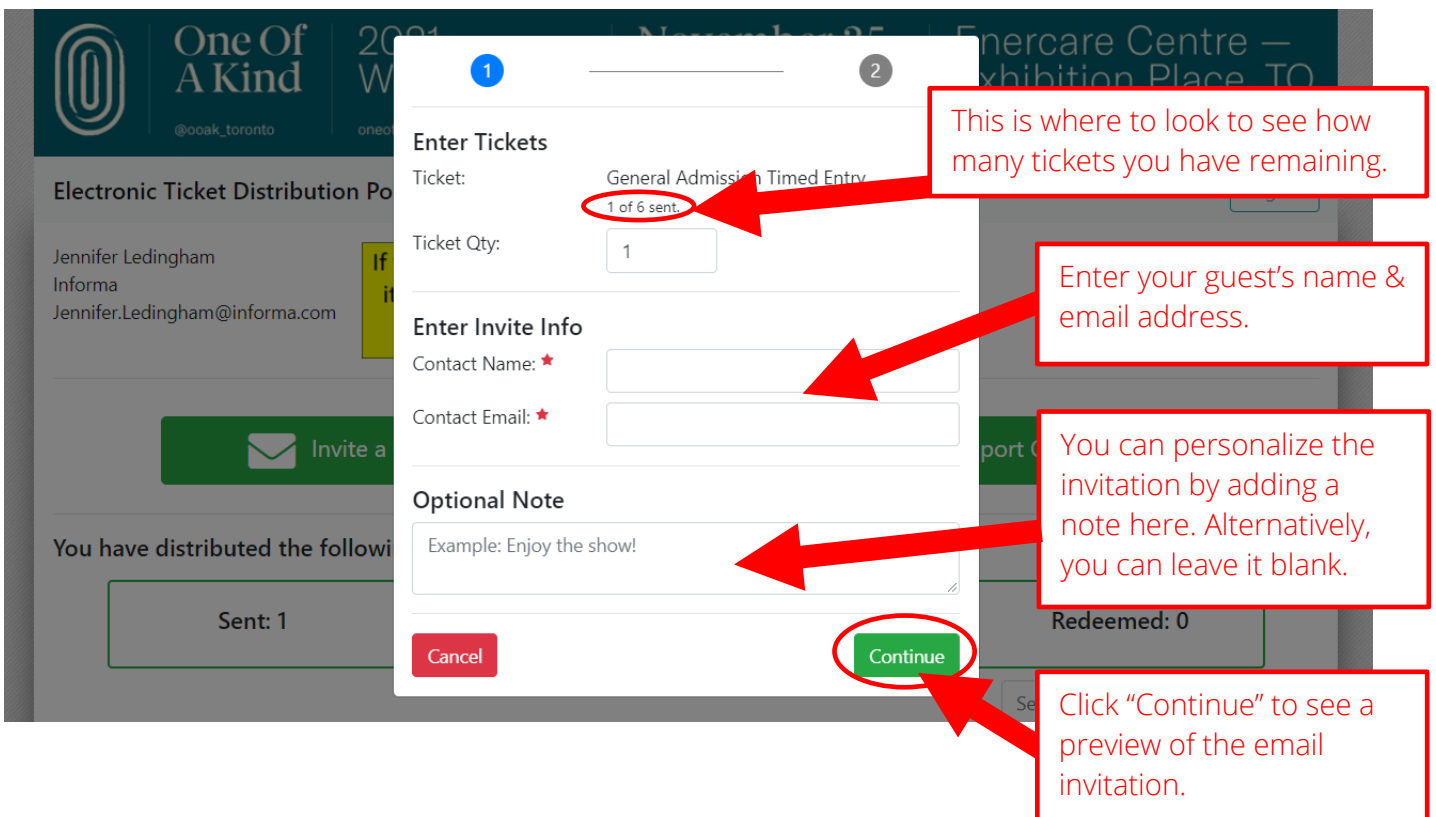 One Of
A Kind
@ooak_toronto
Enercare Centre —
Exhibition Place, TO
1
2
This is where to look to see how
many tickets you have remaining.
Electronic Ticket Distribution
Enter Tickets
Ticket: General Admission Timed Entry
1 of 6 sent.
Ticket Qty: 1
Jennifer Ledingham
Informa
Jennifer.Ledingham@informa.com
If
Enter your guest’s name &
email address.
Enter Invite Info
Contact Name: ★
Contact Email: ★
Invite a
You can personalize the
invitation by adding a
note here. Alternatively,
you can leave it blank.
Optional Note
Example: Enjoy the show!
You have distributed the
Sent: 1
Redeemed: 0
Cancel
Continue
Click “Continue” to see a
preview of the email
invitation.